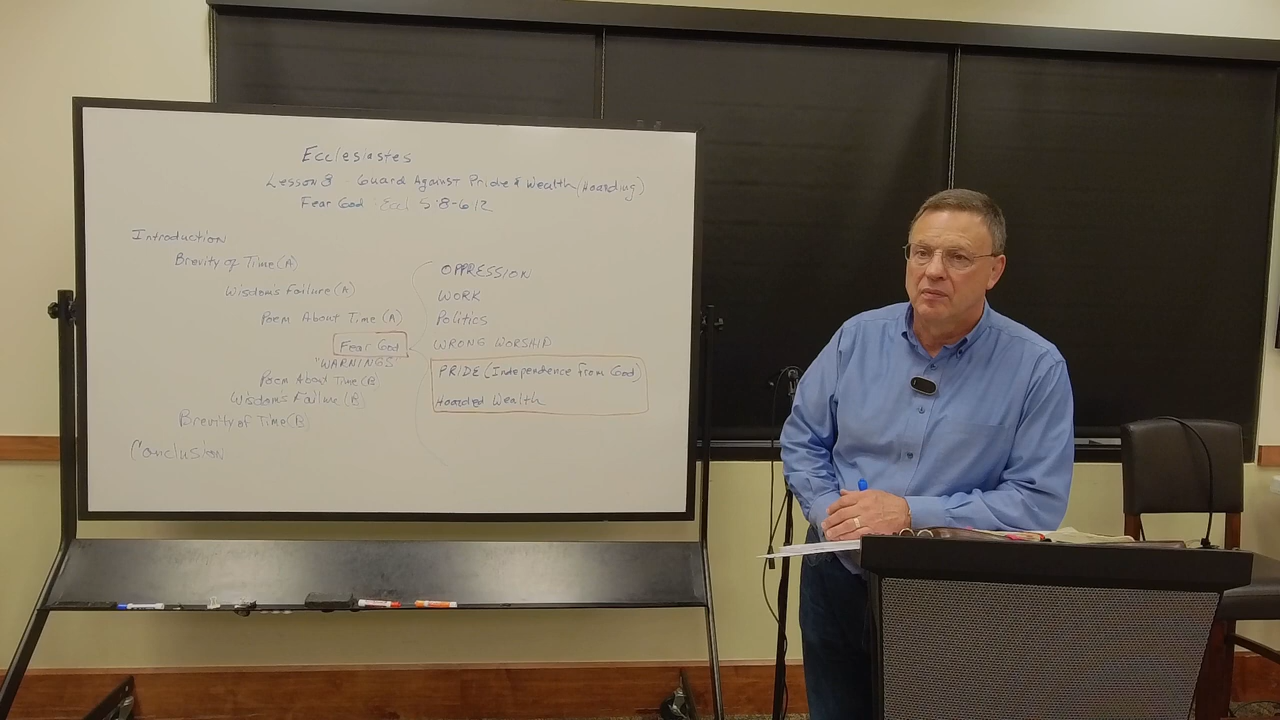 Ecclesiastes
Lesson 8 - Guard Against Pride & Wealth (Hoarding)
Fear God : Eccl 5:8-6:12
Introduction
Brevity of Time (A)
Wisdom's Failure (A)
Poem About Time (A)
Fear God
"WARNINGS"
Poem About Time (B)
Wisdom's Failure (B)
Brevity of Time (B)
Conclusion
OPPRESSION
WORK
Politics
WRONG WORSHIP
PRIDE (Independence from God)
Hoarded Wealth